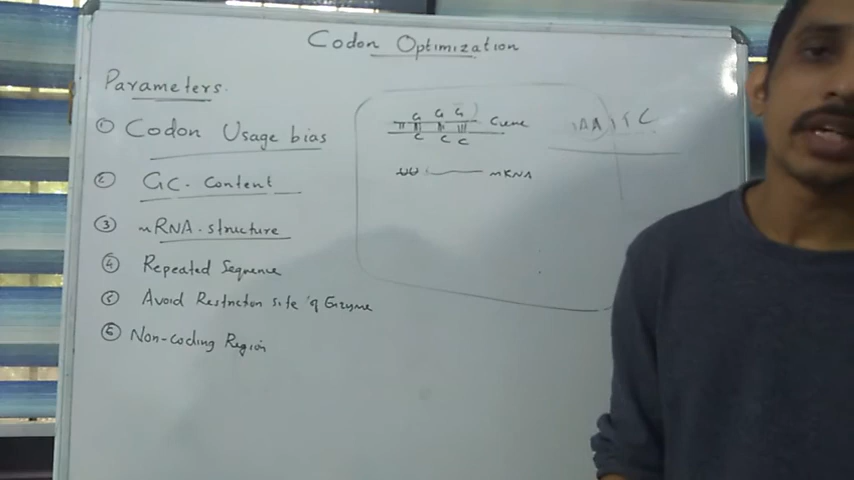 Codon Optimization
Parameters.
① Codon Usage bias
② GC-Content
③ mRNA-structure
④ Repeated Sequence
⑤ Avoid Restriction site of Enzyme
⑥ Non-coding Region
G G G
Gene
C C C
mRNA